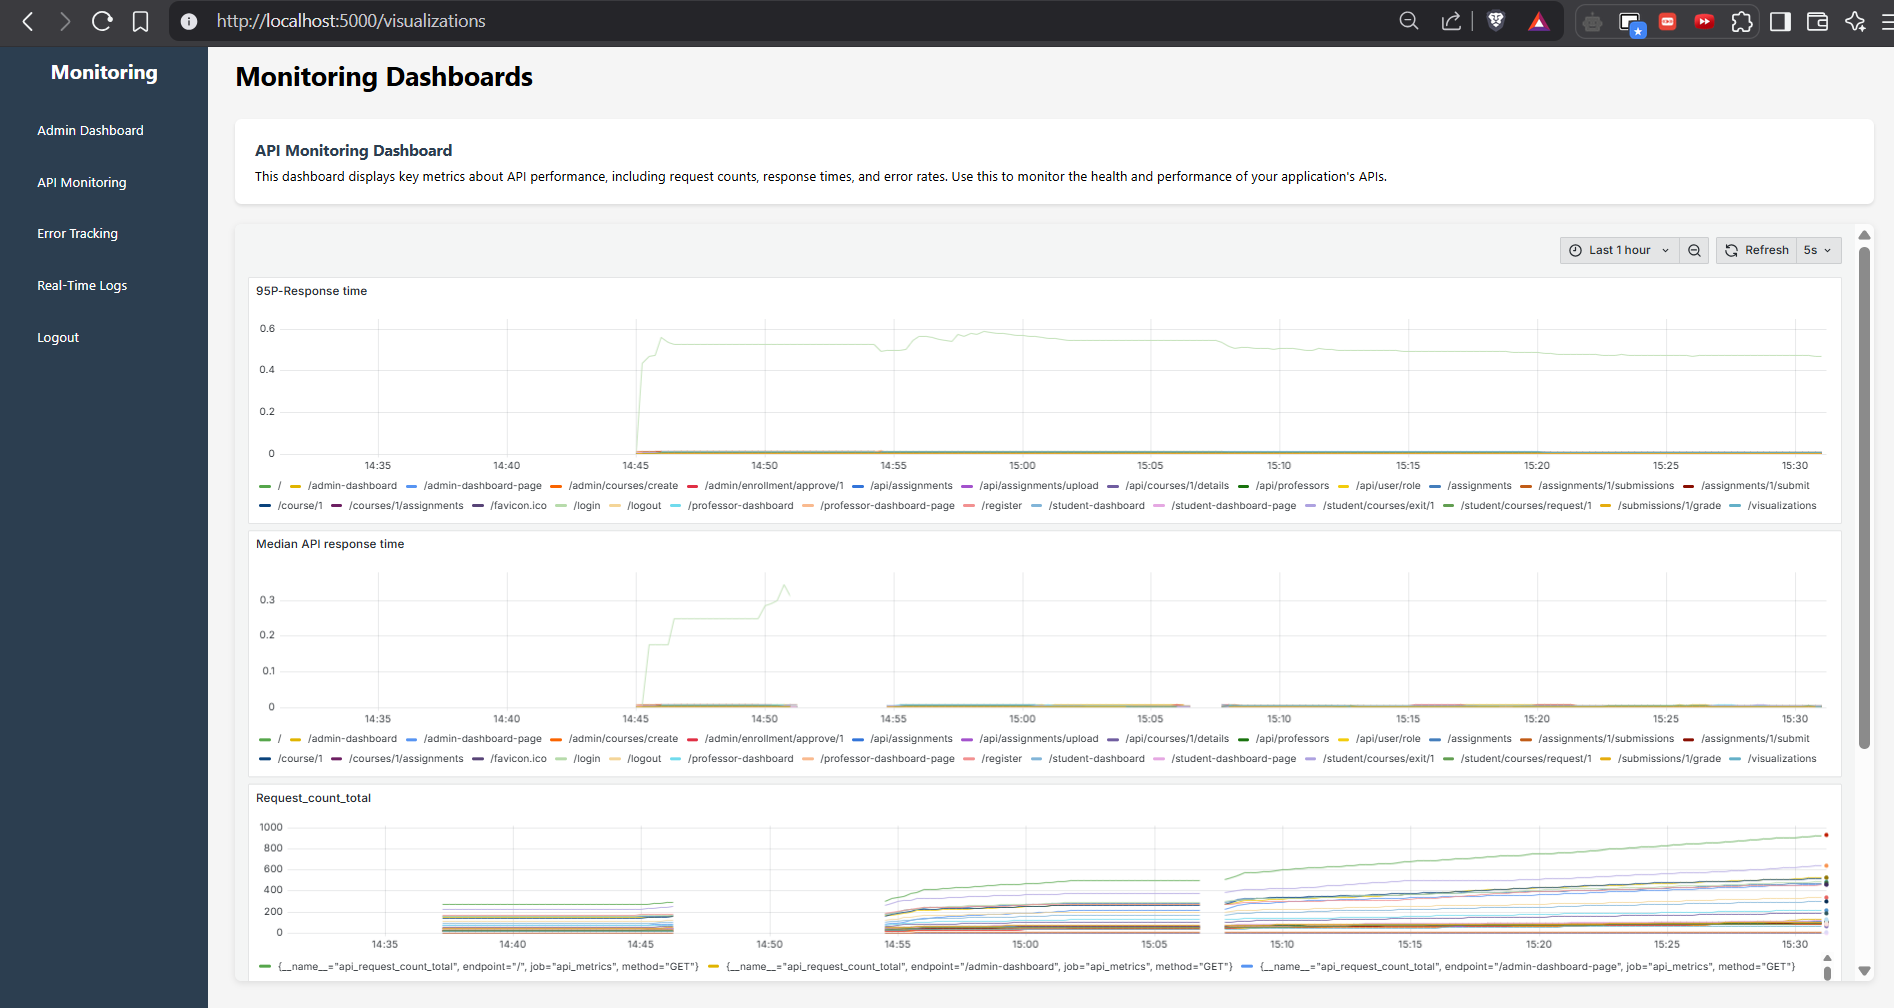 http://localhost:5000/visualizations
Monitoring
Admin Dashboard
API Monitoring
Error Tracking
Real-Time Logs
Logout
Monitoring Dashboards
API Monitoring Dashboard
This dashboard displays key metrics about API performance, including request counts, response times, and error rates. Use this to monitor the health and performance of your application's APIs.
Last 1 hour Refresh 5s
95P-Response time
0.6
0.4
0.2
0
14:35 14:40 14:45 14:50 14:55 15:00 15:05 15:10 15:15 15:20 15:25 15:30
/ /admin-dashboard /admin-dashboard-page /admin/courses/create /admin/enrollment/approve/1 /api/assignments /api/assignments/upload /api/courses/1/details /api/professors /api/user/role /assignments /assignments/1/submissions /assignments/1/submit
/course/1 /courses/1/assignments /favicon.ico /login /logout /professor-dashboard /professor-dashboard-page /register /student-dashboard /student-dashboard-page /student/courses/exit/1 /student/courses/request/1 /submissions/1/grade /visualizations
Median API response time
0.3
0.2
0.1
0
14:35 14:40 14:45 14:50 14:55 15:00 15:05 15:10 15:15 15:20 15:25 15:30
/ /admin-dashboard /admin-dashboard-page /admin/courses/create /admin/enrollment/approve/1 /api/assignments /api/assignments/upload /api/courses/1/details /api/professors /api/user/role /assignments /assignments/1/submissions /assignments/1/submit
/course/1 /courses/1/assignments /favicon.ico /login /logout /professor-dashboard /professor-dashboard-page /register /student-dashboard /student-dashboard-page /student/courses/exit/1 /student/courses/request/1 /submissions/1/grade /visualizations
Request_count_total
1000
800
600
400
200
0
14:35 14:40 14:45 14:50 14:55 15:00 15:05 15:10 15:15 15:20 15:25 15:30
{__name__="api_request_count_total", endpoint="/", job="api_metrics", method="GET"} {__name__="api_request_count_total", endpoint="/admin-dashboard", job="api_metrics", method="GET"} {__name__="api_request_count_total", endpoint="/admin-dashboard-page", job="api_metrics", method="GET"}